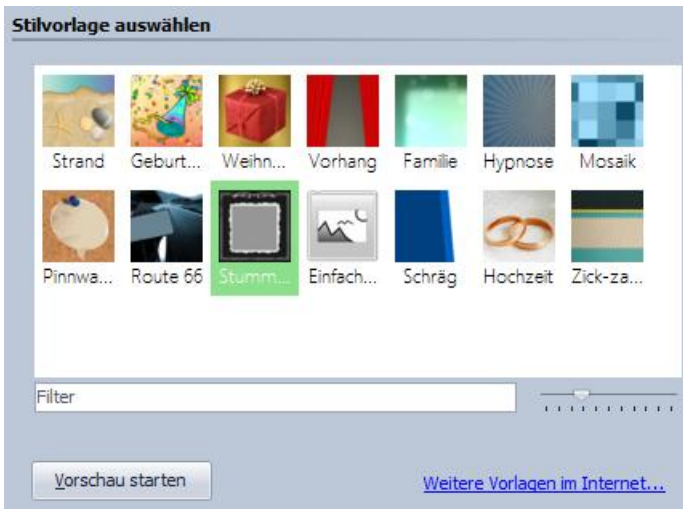 Stilvorlage auswählen
Strand Geburt... Weihn... Vorhang Familie Hypnose Mosaik
Pinnwa... Route 66 Stumm... Einfach... Schräg Hochzeit Zick-za...
Filter
Vorschau starten Weitere Vorlagen im Internet...